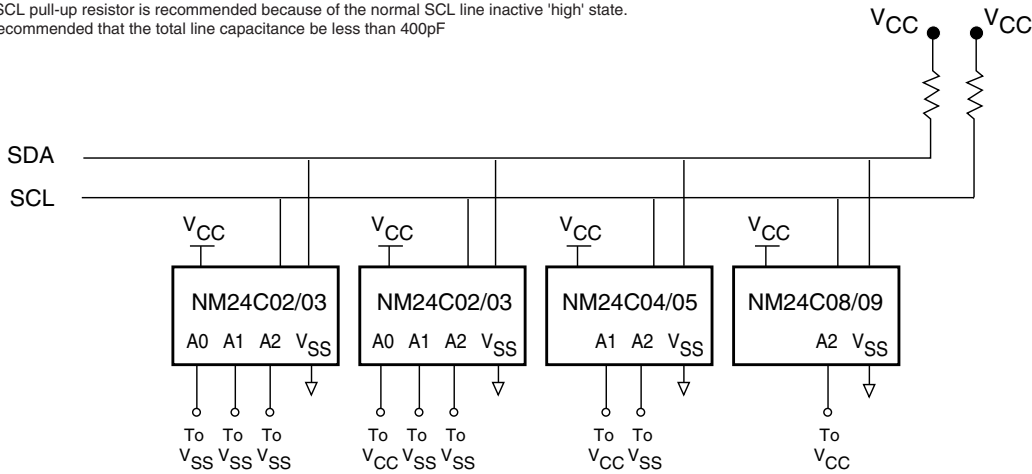 SCL pull-up resistor is recommended because of the normal SCL line inactive 'high' state.
recommended that the total line capacitance be less than 400pF
VCC VCC
SDA
SCL
VCC VCC VCC VCC
NM24C02/03 NM24C02/03 NM24C04/05 NM24C08/09
A0 A1 A2 VSS A0 A1 A2 VSS A1 A2 VSS A2 VSS
To To To To To To To To To
VSS VSS VSS VCC VSS VSS VCC VSS VCC